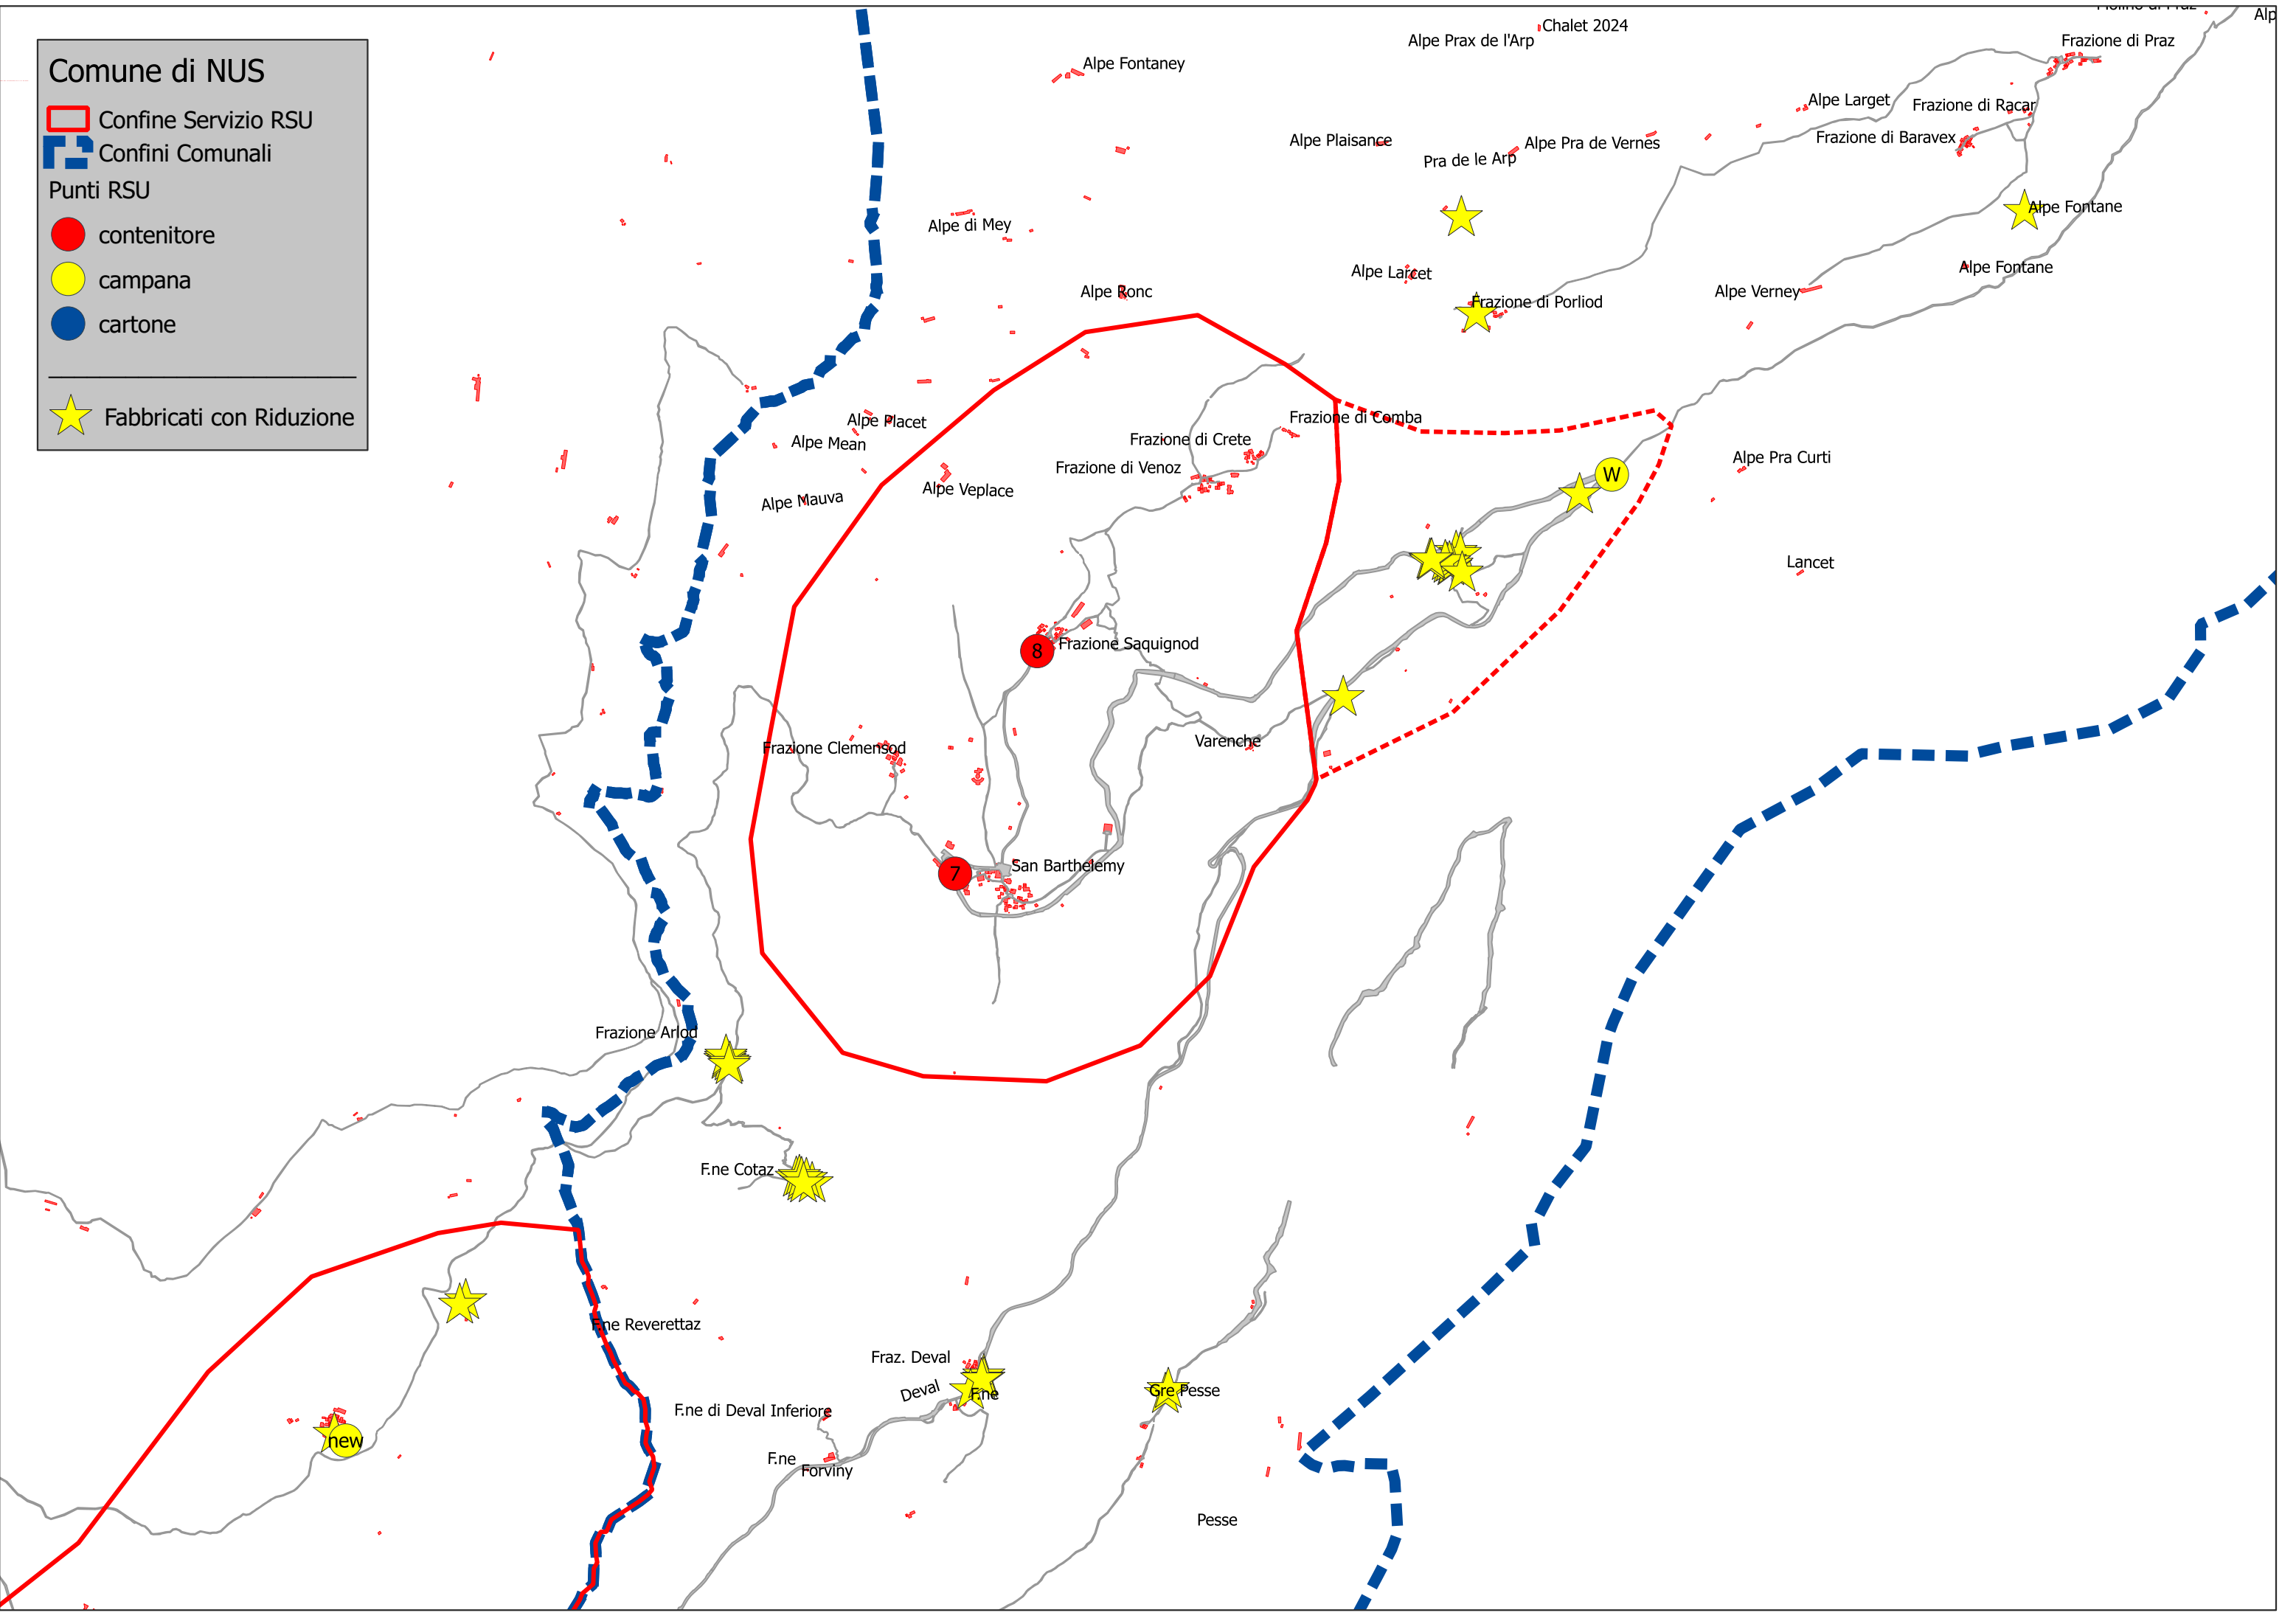 Comune di NUS
Confine Servizio RSU
Confini Comunali
Punti RSU
contenitore
campana
cartone
Fabbricati con Riduzione
Alp
Chalet 2024
Alpe Prax de l'Arp
Frazione di Praz
Alpe Fontaney
Alpe Larget
Frazione di Racar
Frazione di Baravex
Alpe Plaisance
Alpe Pra de Vernes
Pra de le Arp
Alpe Fontane
Alpe di Mey
Alpe Larcet
Alpe Fontane
Alpe Ronc
Alpe Verney
Frazione di Porliod
Frazione di Comba
Alpe Placet
Alpe Mean
Frazione di Crete
Alpe Pra Curti
Frazione di Venoz
W
Alpe Veplace
Alpe Mauva
Lancet
8
Frazione Saquignod
Varenche
Frazione Clemensod
San Barthelemy
7
Frazione Arlod
F.ne Cotaz
F.ne Reverettaz
Fraz. Deval
Deval
F.ne
Gre Pesse
F.ne di Deval Inferiore
new
F.ne
Forviny
Pesse